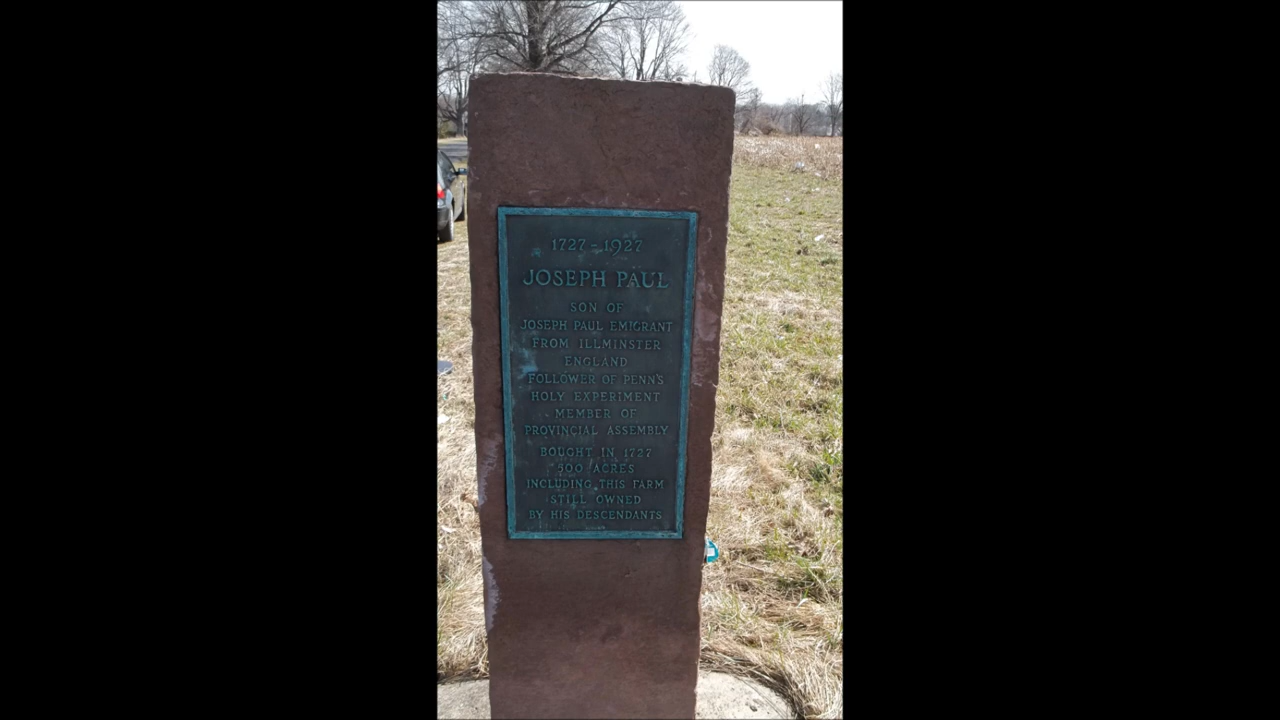 1727-1927
JOSEPH PAUL
SON OF
JOSEPH PAUL EMIGRANT
FROM ILLMINSTER
ENGLAND
FOLLOWER OF PENN'S
HOLY EXPERIMENT
MEMBER OF
PROVINCIAL ASSEMBLY
BOUGHT IN 1727
500 ACRES
INCLUDING THIS FARM
STILL OWNED
BY HIS DESCENDANTS